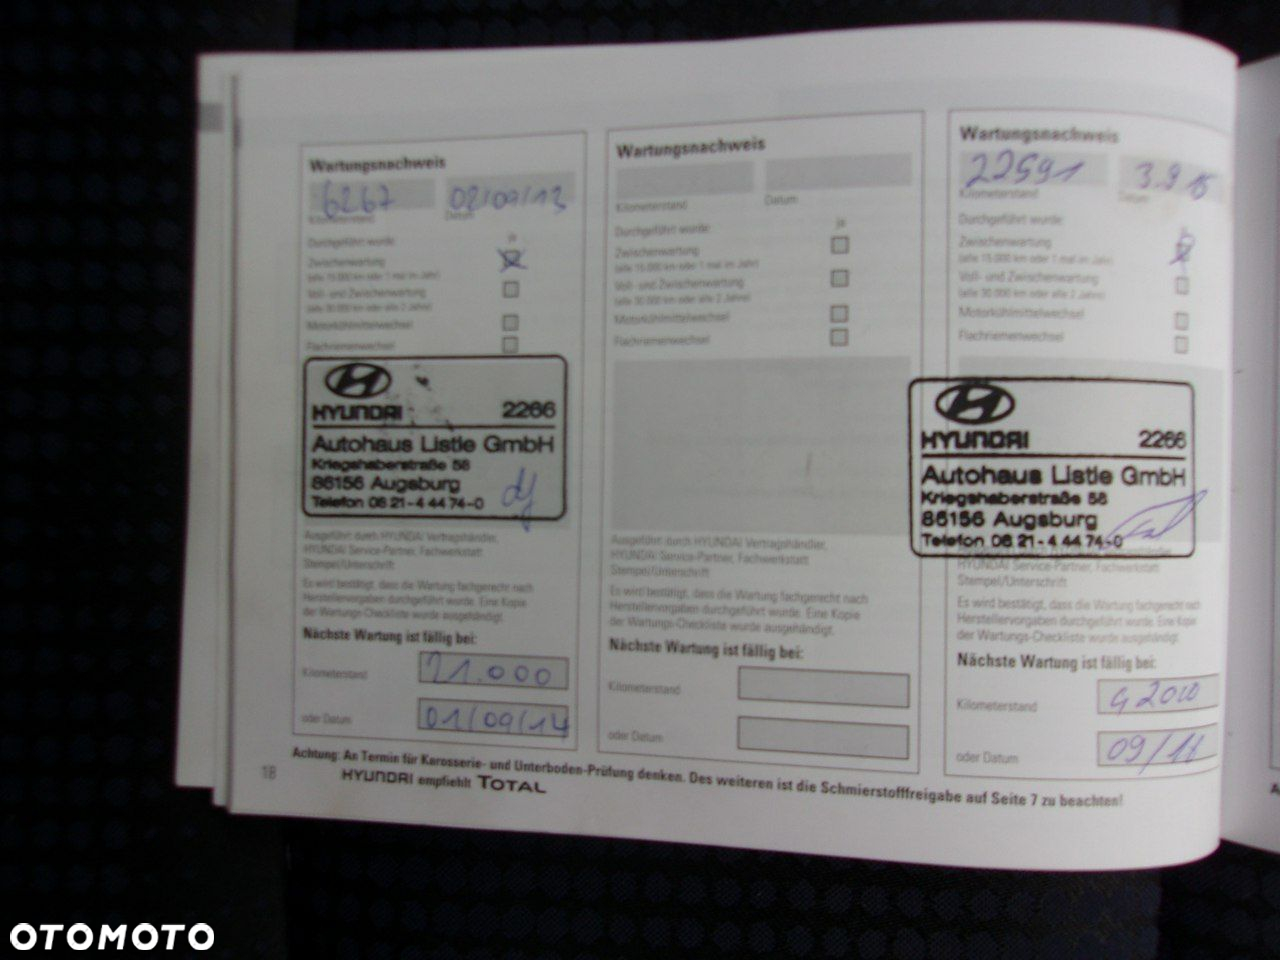 Wartungsnachweis
6267 02/09/13
Kilometerstand Datum
Durchgeführt wurde: ja
Zwischenwartung
(alle 15.000 km oder 1 mal im Jahr)
Voll- und Zwischenwartung
(alle 30.000 km oder alle 2 Jahre)
Motorkühlmittelwechsel
Flachriemenwechsel
HYUNDAI 2266
Autohaus Listle GmbH
Kriegshaberstraße 58
86156 Augsburg
Telefon 08 21 - 4 44 74 - 0
Ausgeführt durch HYUNDAI Vertragshändler,
HYUNDAI Service-Partner, Fachwerkstatt
Stempel/Unterschrift
Es wird bestätigt, dass die Wartung fachgerecht nach
Herstellervorgaben durchgeführt wurde. Eine Kopie
der Wartungs-Checkliste wurde ausgehändigt.
Nächste Wartung ist fällig bei:
Kilometerstand 21.000
oder Datum 01/09/14
Wartungsnachweis
Kilometerstand Datum
Durchgeführt wurde: ja
Zwischenwartung
(alle 15.000 km oder 1 mal im Jahr)
Voll- und Zwischenwartung
(alle 30.000 km oder alle 2 Jahre)
Motorkühlmittelwechsel
Flachriemenwechsel
Ausgeführt durch HYUNDAI Vertragshändler,
HYUNDAI Service-Partner, Fachwerkstatt
Stempel/Unterschrift
Es wird bestätigt, dass die Wartung fachgerecht nach
Herstellervorgaben durchgeführt wurde. Eine Kopie
der Wartungs-Checkliste wurde ausgehändigt.
Nächste Wartung ist fällig bei:
Kilometerstand
oder Datum
Wartungsnachweis
22591 3.9.15
Kilometerstand Datum
Durchgeführt wurde:
Zwischenwartung
(alle 15.000 km oder 1 mal im Jahr)
Voll- und Zwischenwartung
(alle 30.000 km oder alle 2 Jahre)
Motorkühlmittelwechsel
Flachriemenwechsel
HYUNDAI 2266
Autohaus Listle GmbH
Kriegshaberstraße 58
86156 Augsburg
Telefon 08 21 - 4 44 74 - 0
HYUNDAI Service-Partner, Fachwerkstatt
Stempel/Unterschrift
Es wird bestätigt, dass die Wartung fachgerecht nach
Herstellervorgaben durchgeführt wurde. Eine Kopie
der Wartungs-Checkliste wurde ausgehändigt.
Nächste Wartung ist fällig bei:
Kilometerstand
oder Datum
Achtung: An Termin für Karosserie- und Unterboden-Prüfung denken. Des weiteren ist die Schmierstofffreigabe auf Seite 7 zu beachten!
18 HYUNDAI empfiehlt TOTAL
OTOMOTO